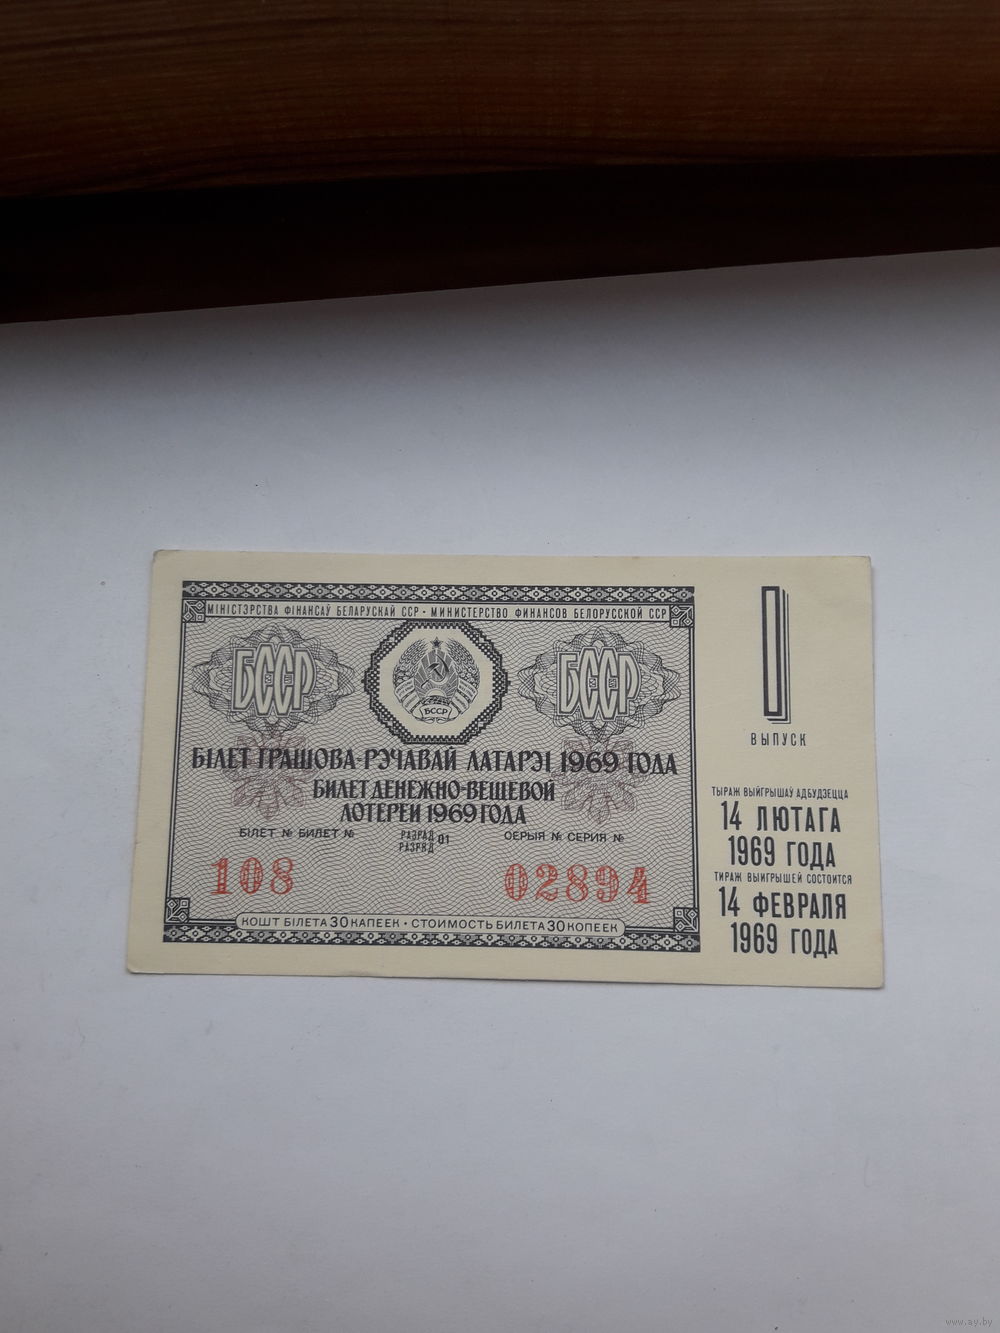 МІНІСТЭРСТВА ФІНАНСАЎ БЕЛАРУСКАЙ ССР • МИНИСТЕРСТВО ФИНАНСОВ БЕЛОРУССКОЙ ССР
БССР
БССР
БССР
БІЛЕТ ГРАШОВА-РЭЧАВАЙ ЛАТАРЭІ 1969 ГОДА
БИЛЕТ ДЕНЕЖНО-ВЕЩЕВОЙ
ЛОТЕРЕИ 1969 ГОДА
БІЛЕТ № БИЛЕТ №
РАЗРАД
РАЗРЯД
01
СЕРЫЯ № СЕРИЯ №
108
02894
КОШТ БІЛЕТА 30 КАПЕЕК • СТОИМОСТЬ БИЛЕТА 30 КОПЕЕК
I
ВЫПУСК
ТЫРАЖ ВЫЙГРЫШАЎ АДБУДЗЕЦЦА
14 ЛЮТАГА
1969 ГОДА
ТИРАЖ ВЫИГРЫШЕЙ СОСТОИТСЯ
14 ФЕВРАЛЯ
1969 ГОДА
www.ay.by